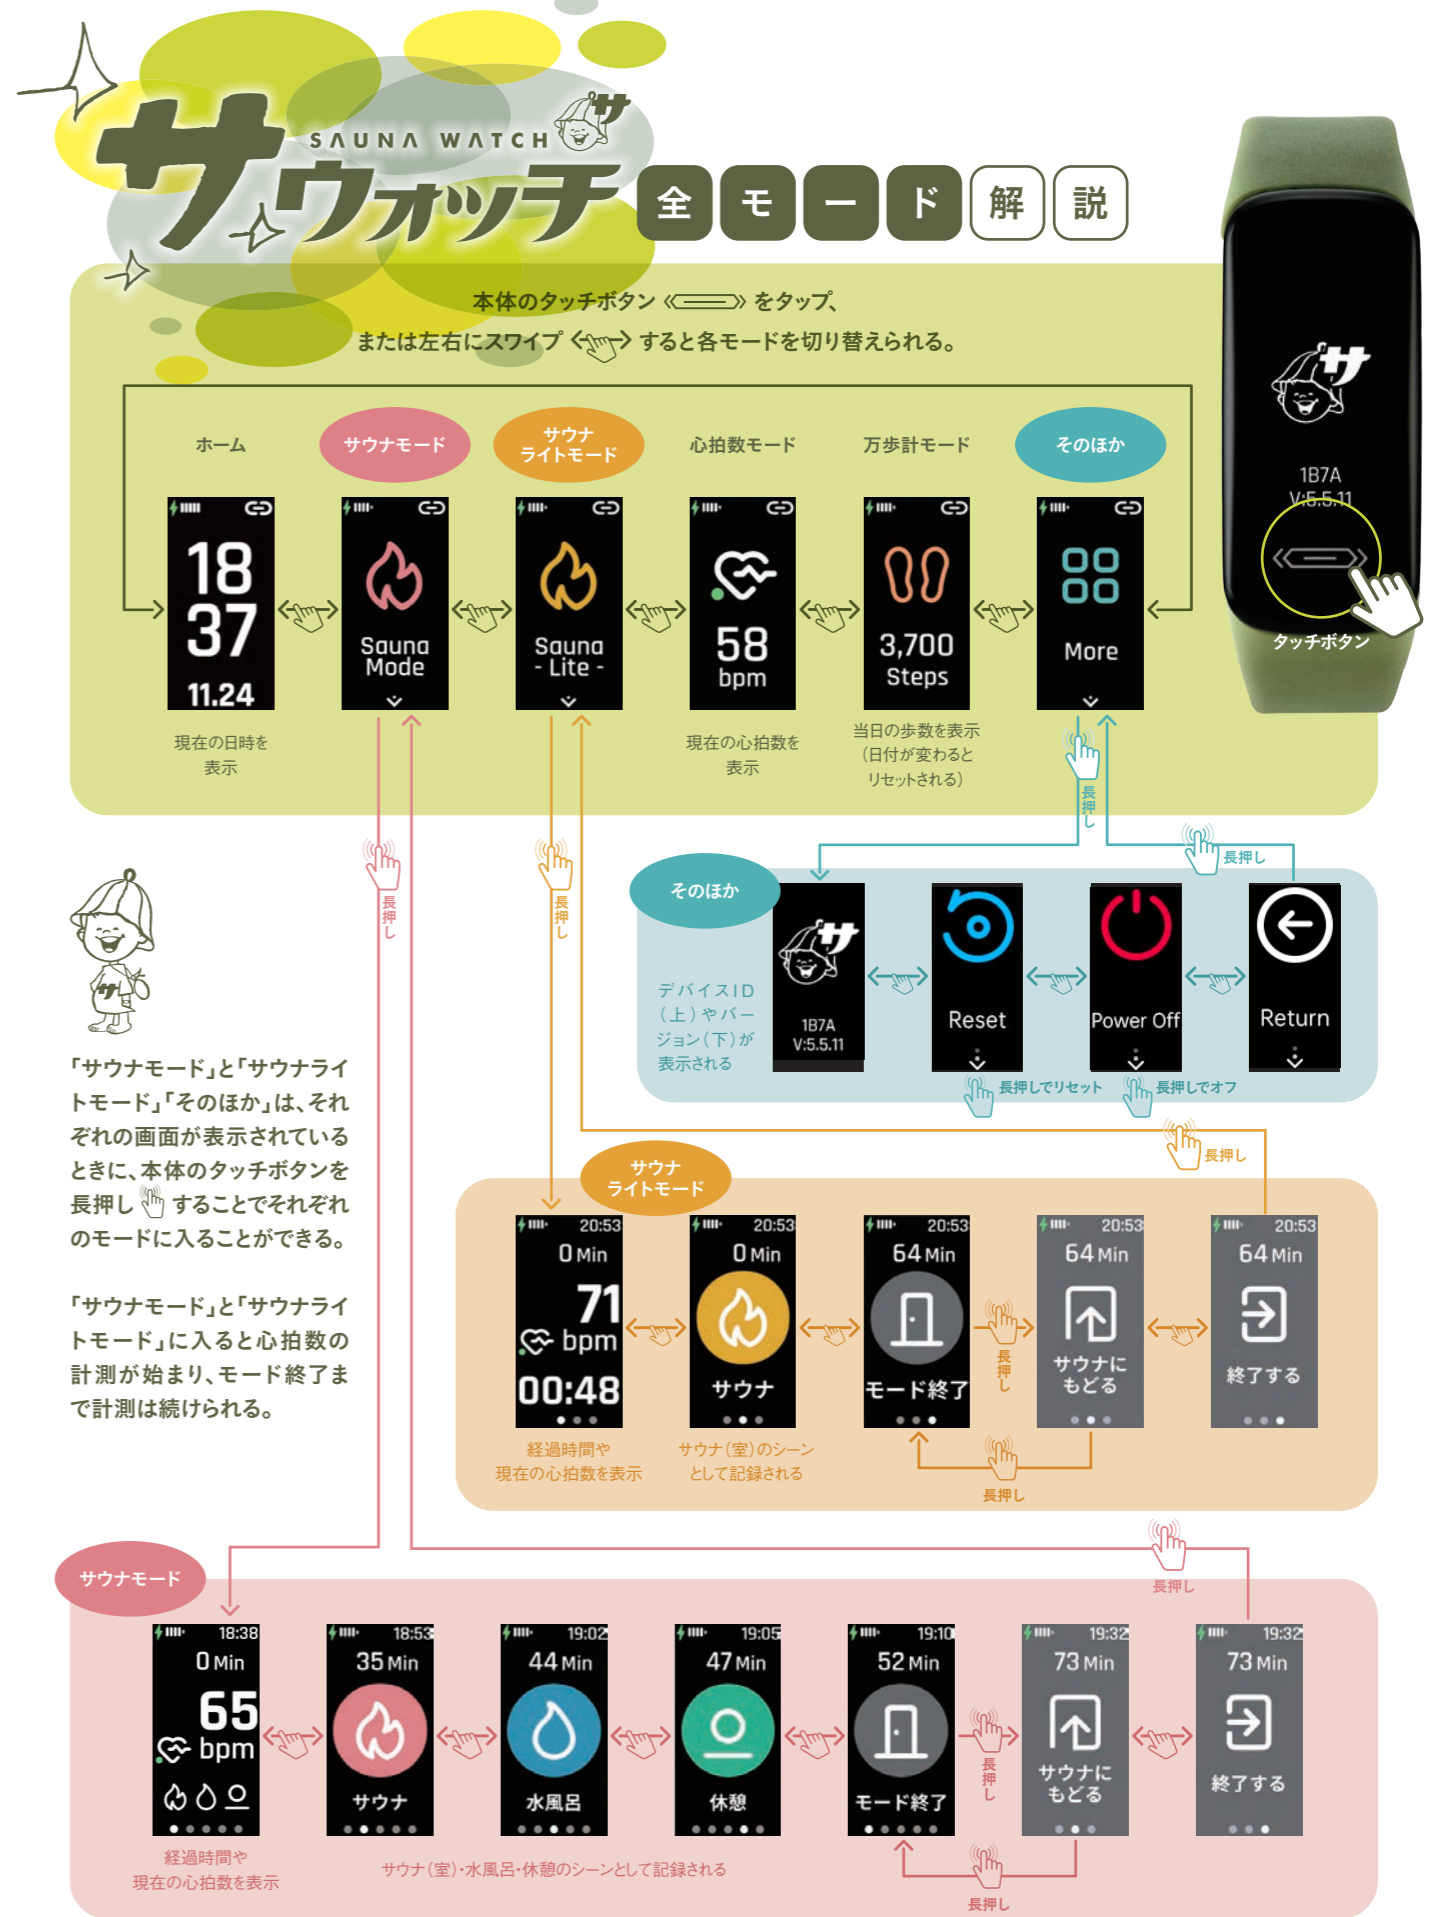 SAUNA WATCH
サ
サウォッチ
全モード解説
本体のタッチボタン をタップ、
または左右にスワイプ すると各モードを切り替えられる。
サ
1B7A
V:5.5.11
タッチボタン
ホーム
18
37
11.24
現在の日時を
表示
サウナモード
Sauna
Mode
サウナ
ライトモード
Sauna
- Lite -
心拍数モード
58
bpm
現在の心拍数を
表示
万歩計モード
3,700
Steps
当日の歩数を表示
(日付が変わると
リセットされる)
そのほか
More
長押し
長押し
長押し
長押し
そのほか
デバイスID
(上)やバー
ジョン(下)が
表示される
サ
1B7A
V:5.5.11
Reset
長押しでリセット
Power Off
長押しでオフ
Return
サ
「サウナモード」と「サウナライ
トモード」「そのほか」は、それ
ぞれの画面が表示されている
ときに、本体のタッチボタンを
長押し することでそれぞれ
のモードに入ることができる。
「サウナモード」と「サウナライ
トモード」に入ると心拍数の
計測が始まり、モード終了ま
で計測は続けられる。
長押し
サウナ
ライトモード
20:53
0 Min
71
bpm
00:48
経過時間や
現在の心拍数を表示
20:53
0 Min
サウナ
サウナ(室)のシーン
として記録される
20:53
64 Min
モード終了
長押し
20:53
64 Min
サウナに
もどる
長押し
20:53
64 Min
終了する
長押し
サウナモード
18:38
0 Min
65
bpm
経過時間や
現在の心拍数を表示
18:53
35 Min
サウナ
19:02
44 Min
水風呂
19:05
47 Min
休憩
サウナ(室)・水風呂・休憩のシーンとして記録される
19:10
52 Min
モード終了
長押し
19:32
73 Min
サウナに
もどる
長押し
19:32
73 Min
終了する